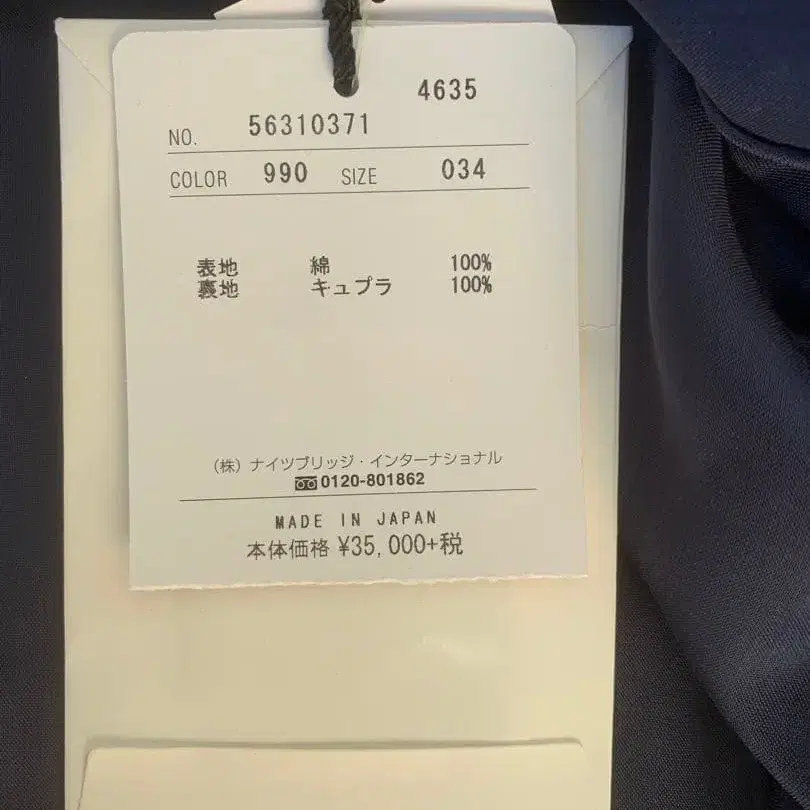 4635
NO. 56310371
COLOR 990 SIZE 034
表地 綿 100%
裏地 キュプラ 100%
(株) ナイツブリッジ・インターナショナル
0120-801862
MADE IN JAPAN
本体価格 ¥35,000+税